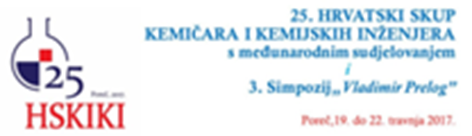 25
Poreč, 2017.
HSKIKI
25. HRVATSKI SKUP
KEMIČARA I KEMIJSKIH INŽENJERA
s međunarodnim sudjelovanjem
i
3. Simpozij „Vladimir Prelog”
Poreč,19. do 22. travnja 2017.